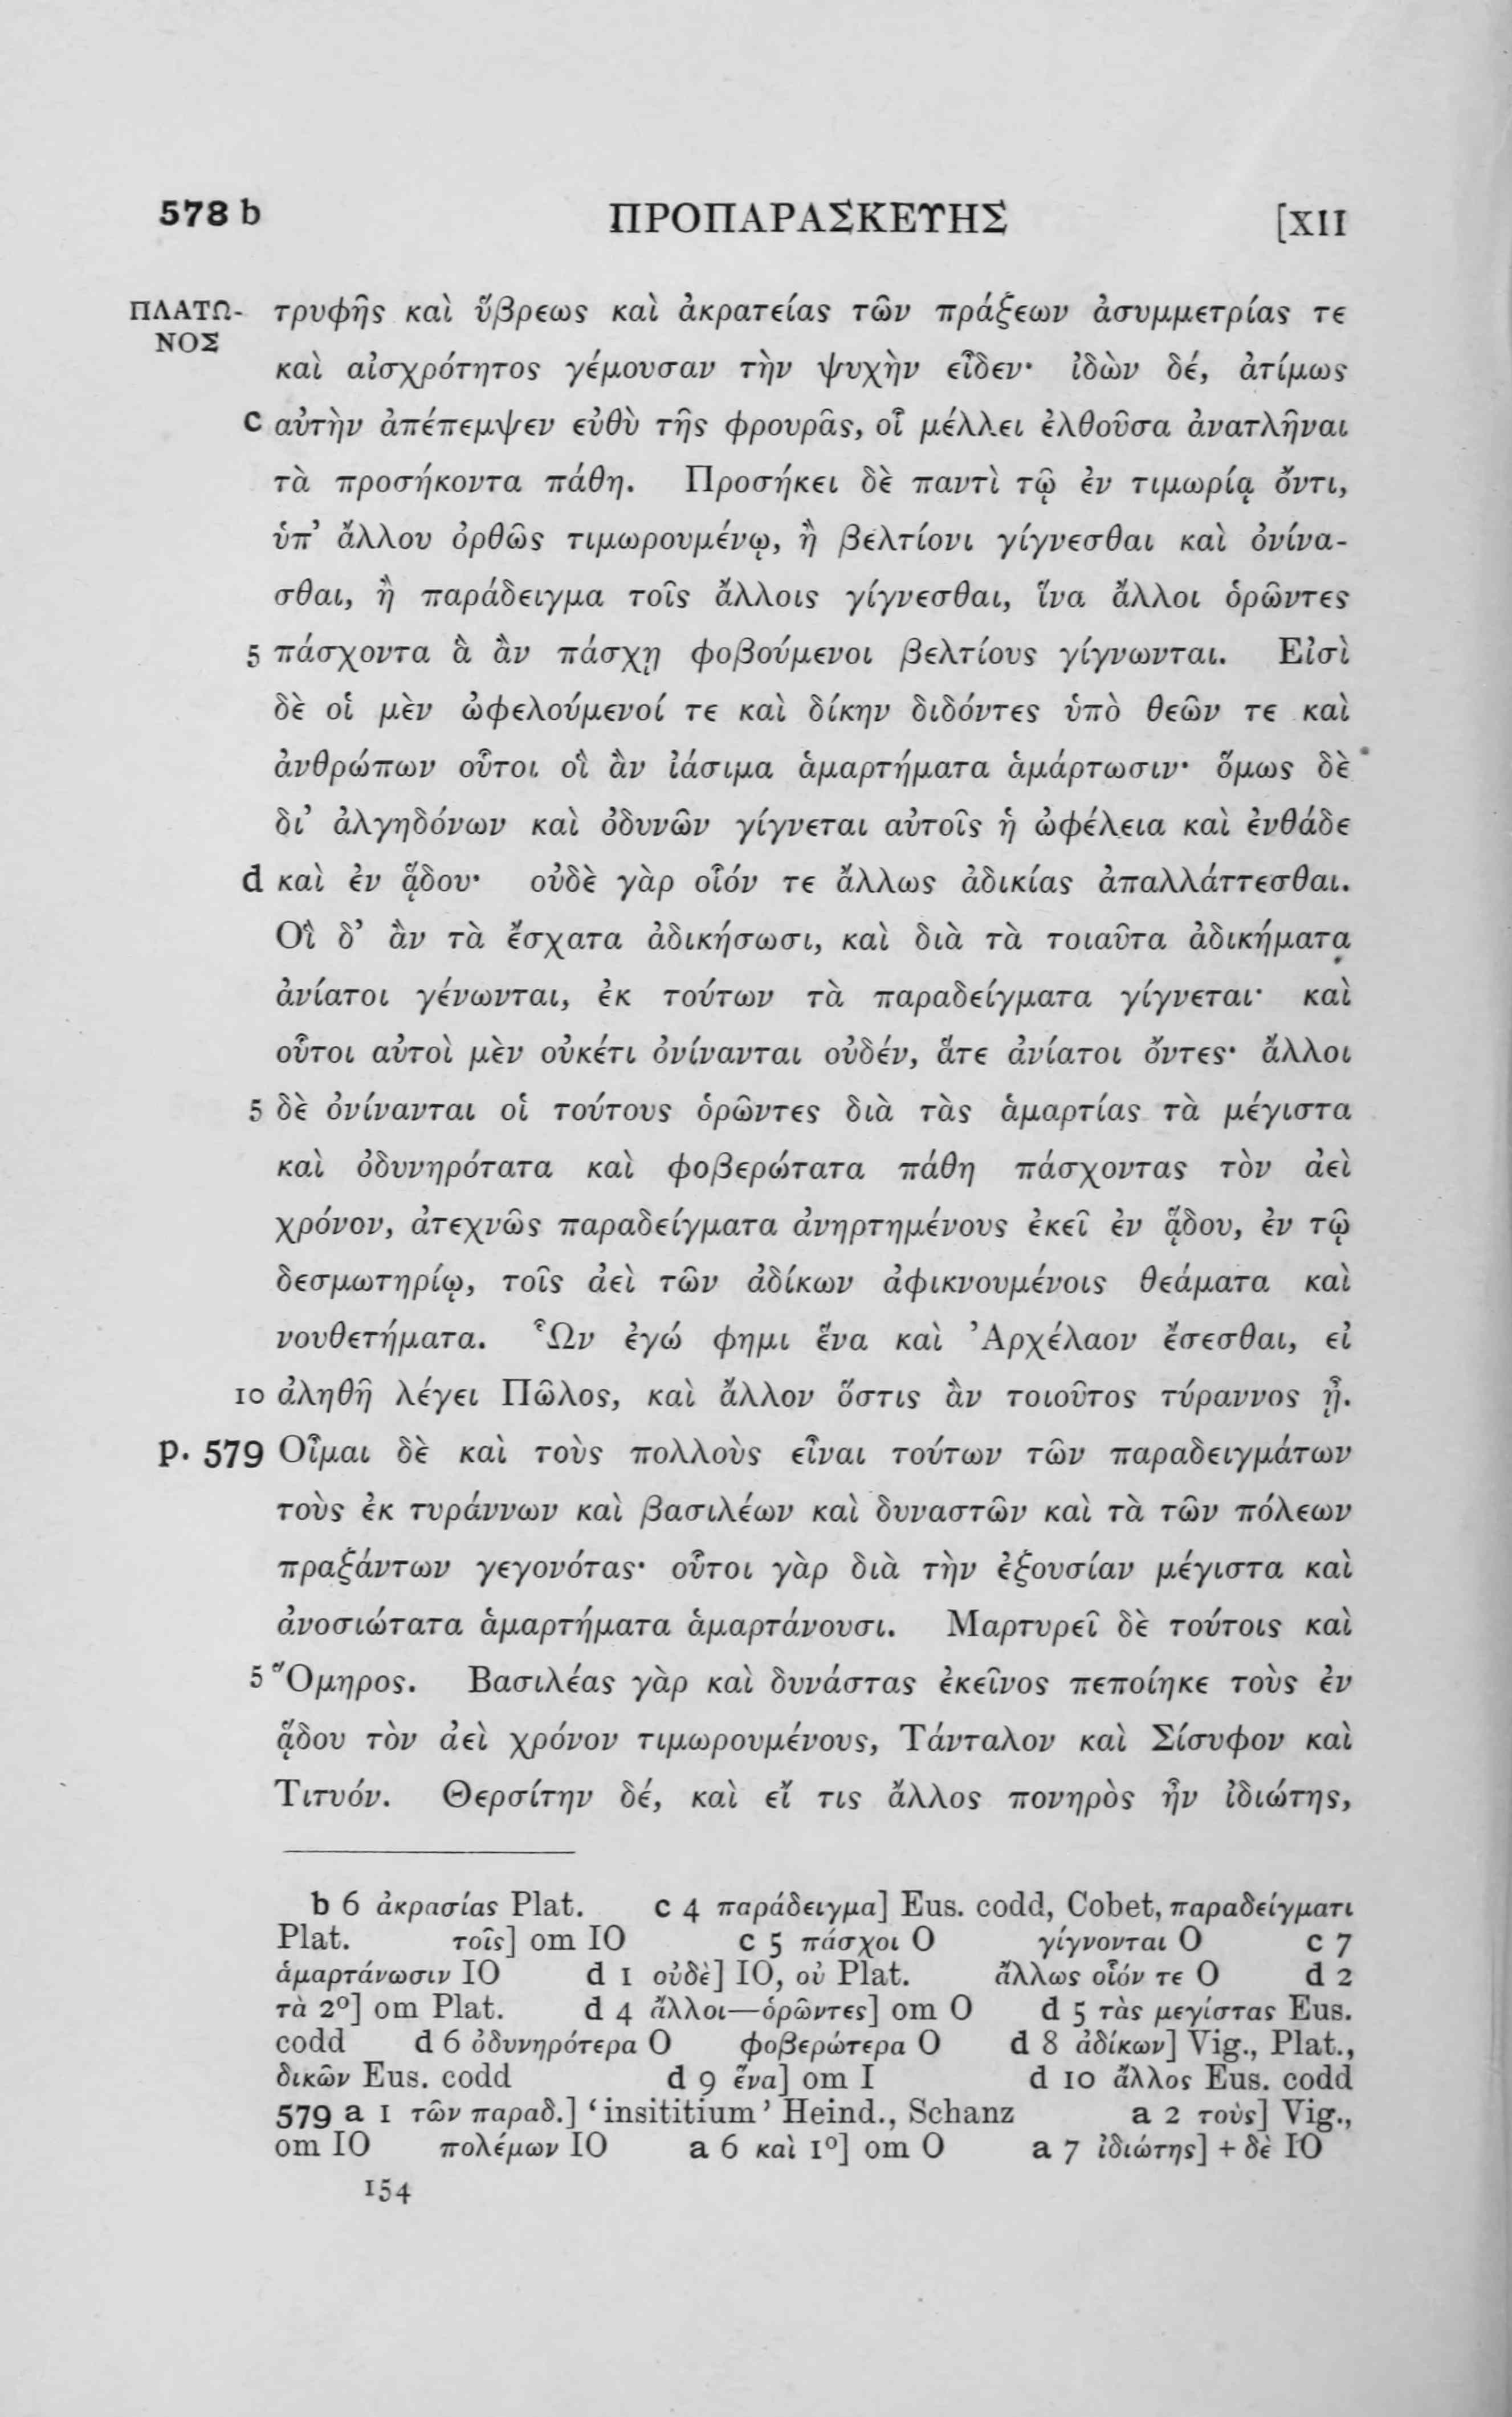 578 b ΠΡΟΠΑΡΑΣΚΕΥΗΣ [XII
ΠΛΑΤΩ- τρυφῆς καὶ ὕβρεως καὶ ἀκρατείας τῶν πράξεων ἀσυμμετρίας τε
ΝΟΣ
καὶ αἰσχρότητος γέμουσαν τὴν ψυχὴν εἶδεν· ἰδὼν δέ, ἀτίμως
c αὐτὴν ἀπέπεμψεν εὐθὺ τῆς φρουρᾶς, οἷ μέλλει ἐλθοῦσα ἀνατλῆναι
τὰ προσήκοντα πάθη. Προσήκει δὲ παντὶ τῷ ἐν τιμωρίᾳ ὄντι,
ὑπ’ ἄλλου ὀρθῶς τιμωρουμένῳ, ἢ βελτίονι γίγνεσθαι καὶ ὀνίνα-
σθαι, ἢ παράδειγμα τοῖς ἄλλοις γίγνεσθαι, ἵνα ἄλλοι ὁρῶντες
5 πάσχοντα ἃ ἂν πάσχῃ φοβούμενοι βελτίους γίγνωνται. Εἰσὶ
δὲ οἱ μὲν ὠφελούμενοί τε καὶ δίκην διδόντες ὑπὸ θεῶν τε καὶ
ἀνθρώπων οὗτοι οἳ ἂν ἰάσιμα ἁμαρτήματα ἁμάρτωσιν· ὅμως δὲ
δι’ ἀλγηδόνων καὶ ὀδυνῶν γίγνεται αὐτοῖς ἡ ὠφέλεια καὶ ἐνθάδε
d καὶ ἐν ᾅδου· οὐδὲ γὰρ οἷόν τε ἄλλως ἀδικίας ἀπαλλάττεσθαι.
Οἳ δ’ ἂν τὰ ἔσχατα ἀδικήσωσι, καὶ διὰ τὰ τοιαῦτα ἀδικήματα
ἀνίατοι γένωνται, ἐκ τούτων τὰ παραδείγματα γίγνεται· καὶ
οὗτοι αὐτοὶ μὲν οὐκέτι ὀνίνανται οὐδέν, ἅτε ἀνίατοι ὄντες· ἄλλοι
5 δὲ ὀνίνανται οἱ τούτους ὁρῶντες διὰ τὰς ἁμαρτίας τὰ μέγιστα
καὶ ὀδυνηρότατα καὶ φοβερώτατα πάθη πάσχοντας τὸν ἀεὶ
χρόνον, ἀτεχνῶς παραδείγματα ἀνηρτημένους ἐκεῖ ἐν ᾅδου, ἐν τῷ
δεσμωτηρίῳ, τοῖς ἀεὶ τῶν ἀδίκων ἀφικνουμένοις θεάματα καὶ
νουθετήματα. Ὧν ἐγώ φημι ἕνα καὶ Ἀρχέλαον ἔσεσθαι, εἰ
10 ἀληθῆ λέγει Πῶλος, καὶ ἄλλον ὅστις ἂν τοιοῦτος τύραννος ᾖ.
p. 579 Οἶμαι δὲ καὶ τοὺς πολλοὺς εἶναι τούτων τῶν παραδειγμάτων
τοὺς ἐκ τυράννων καὶ βασιλέων καὶ δυναστῶν καὶ τὰ τῶν πόλεων
πραξάντων γεγονότας· οὗτοι γὰρ διὰ τὴν ἐξουσίαν μέγιστα καὶ
ἀνοσιώτατα ἁμαρτήματα ἁμαρτάνουσι. Μαρτυρεῖ δὲ τούτοις καὶ
5 Ὅμηρος. Βασιλέας γὰρ καὶ δυνάστας ἐκεῖνος πεποίηκε τοὺς ἐν
ᾅδου τὸν ἀεὶ χρόνον τιμωρουμένους, Τάνταλον καὶ Σίσυφον καὶ
Τιτυόν. Θερσίτην δέ, καὶ εἴ τις ἄλλος πονηρὸς ἦν ἰδιώτης,
b 6 ἀκρασίας Plat. c 4 παράδειγμα] Eus. codd, Cobet, παραδείγματι
Plat. τοῖς] om IO c 5 πάσχοι O γίγνονται O c 7
ἁμαρτάνωσιν IO d 1 οὐδὲ] IO, οὐ Plat. ἄλλως οἷόν τε O d 2
τὰ 2º] om Plat. d 4 ἄλλοι—ὁρῶντες] om O d 5 τὰς μεγίστας Eus.
codd d 6 ὀδυνηρότερα O φοβερώτερα O d 8 ἀδίκων] Vig., Plat.,
δικῶν Eus. codd d 9 ἕνα] om I d 10 ἄλλος Eus. codd
579 a 1 τῶν παραδ.] ‘insititium’ Heind., Schanz a 2 τοὺς] Vig.,
om IO πολέμων IO a 6 καὶ 1º] om O a 7 ἰδιώτης] + δὲ IO
154